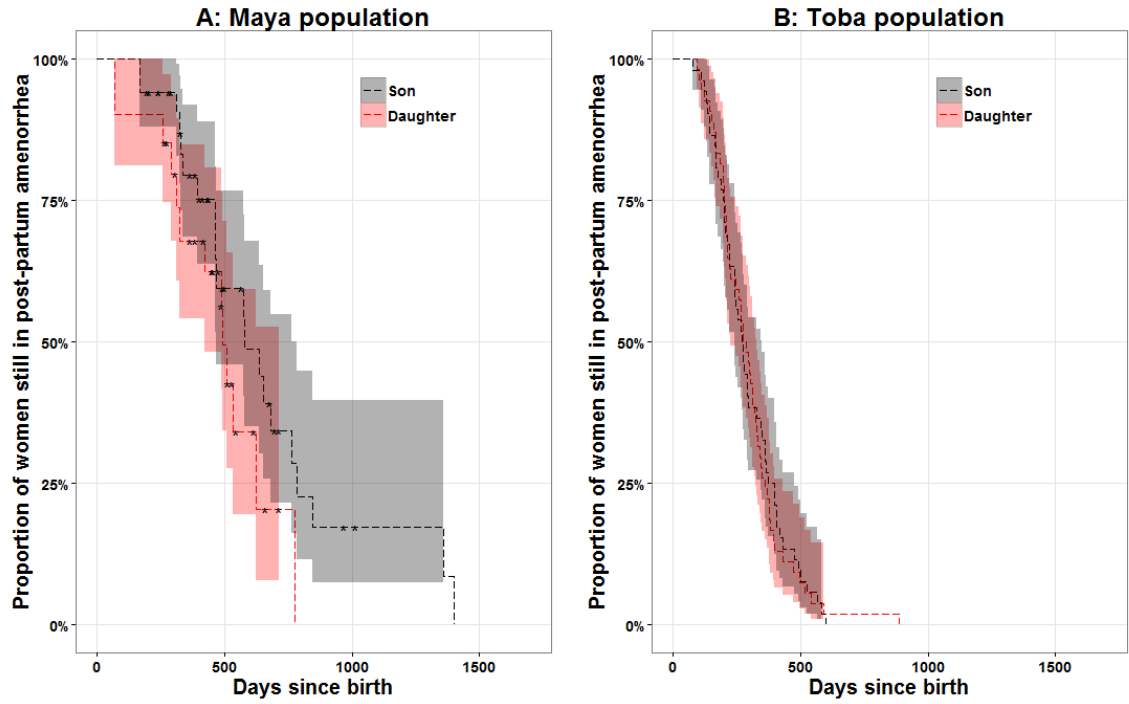 A: Maya population
Proportion of women still in post-partum amenorrhea
100%
75%
50%
25%
0%
Son
Daughter
0
500
1000
1500
Days since birth
B: Toba population
Proportion of women still in post-partum amenorrhea
100%
75%
50%
25%
0%
Son
Daughter
0
500
1000
1500
Days since birth